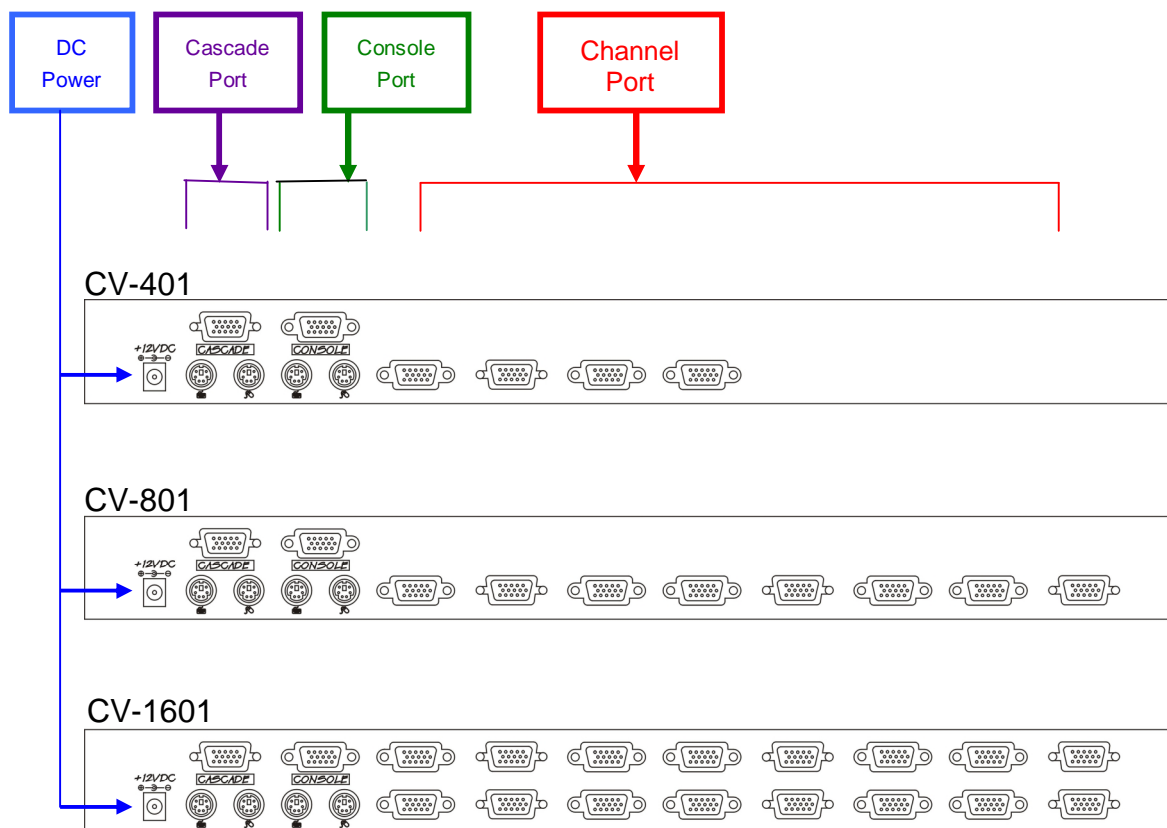 DC
Power
Cascade
Port
Console
Port
Channel
Port
CV-401
+12VDC
CASCADE
CONSOLE
CV-801
+12VDC
CASCADE
CONSOLE
CV-1601
+12VDC
CASCADE
CONSOLE